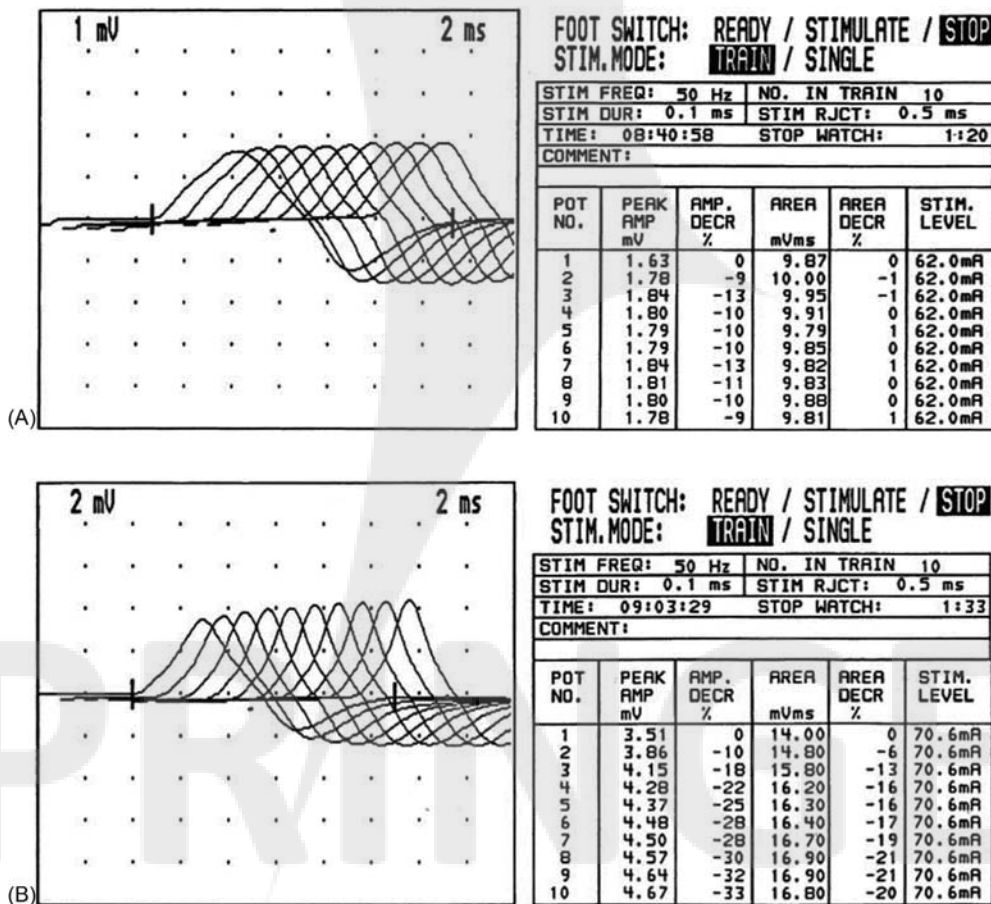 1 mV 2 ms
FOOT SWITCH: READY / STIMULATE / STOP
STIM.MODE: TRAIN / SINGLE
STIM FREQ: 50 Hz NO. IN TRAIN 10
STIM DUR: 0.1 ms STIM RJCT: 0.5 ms
TIME: 08:40:58 STOP WATCH: 1:20
COMMENT:
POT NO. PEAK AMP mV AMP. DECR % AREA mVms AREA DECR % STIM. LEVEL
1 1.63 0 9.87 0 62.0mA
2 1.78 -9 10.00 -1 62.0mA
3 1.84 -13 9.95 -1 62.0mA
4 1.80 -10 9.91 0 62.0mA
5 1.79 -10 9.79 1 62.0mA
6 1.79 -10 9.85 0 62.0mA
7 1.84 -13 9.82 1 62.0mA
8 1.81 -11 9.83 0 62.0mA
9 1.80 -10 9.88 0 62.0mA
10 1.78 -9 9.81 1 62.0mA
(A)
2 mV 2 ms
FOOT SWITCH: READY / STIMULATE / STOP
STIM.MODE: TRAIN / SINGLE
STIM FREQ: 50 Hz NO. IN TRAIN 10
STIM DUR: 0.1 ms STIM RJCT: 0.5 ms
TIME: 09:03:29 STOP WATCH: 1:33
COMMENT:
POT NO. PEAK AMP mV AMP. DECR % AREA mVms AREA DECR % STIM. LEVEL
1 3.51 0 14.00 0 70.6mA
2 3.86 -10 14.80 -6 70.6mA
3 4.15 -18 15.80 -13 70.6mA
4 4.28 -22 16.20 -16 70.6mA
5 4.37 -25 16.30 -16 70.6mA
6 4.48 -28 16.40 -17 70.6mA
7 4.50 -28 16.70 -19 70.6mA
8 4.57 -30 16.90 -21 70.6mA
9 4.64 -32 16.90 -21 70.6mA
10 4.67 -33 16.80 -20 70.6mA
(B)